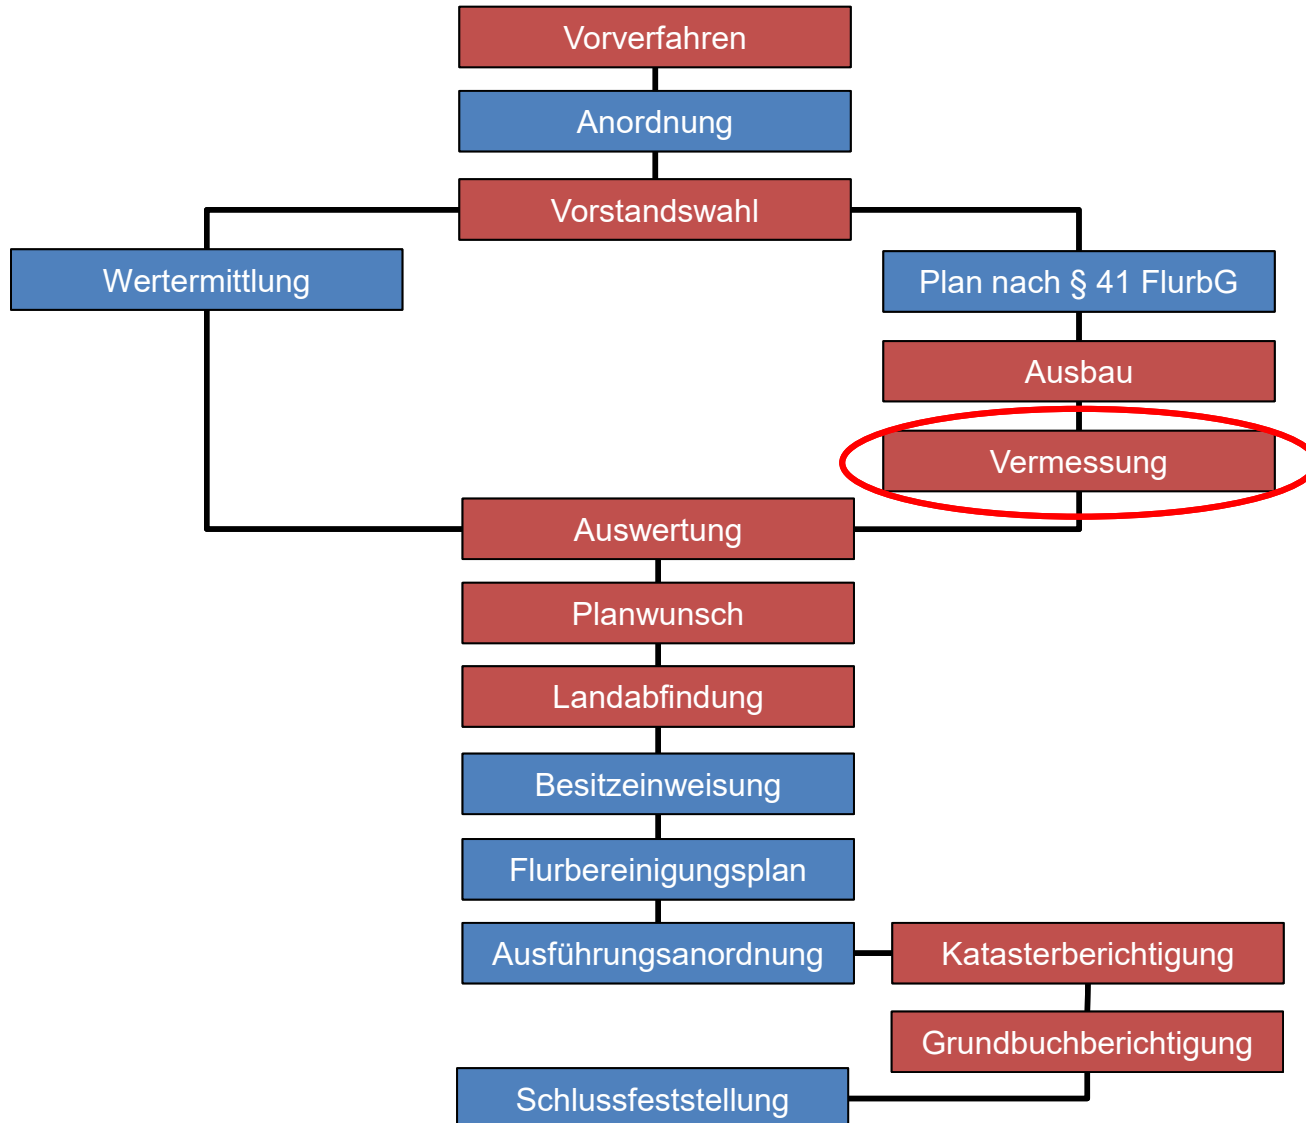 Vorverfahren
Anordnung
Vorstandswahl
Wertermittlung
Plan nach § 41 FlurbG
Ausbau
Vermessung
Auswertung
Planwunsch
Landabfindung
Besitzeinweisung
Flurbereinigungsplan
Ausführungsanordnung
Katasterberichtigung
Grundbuchberichtigung
Schlussfeststellung